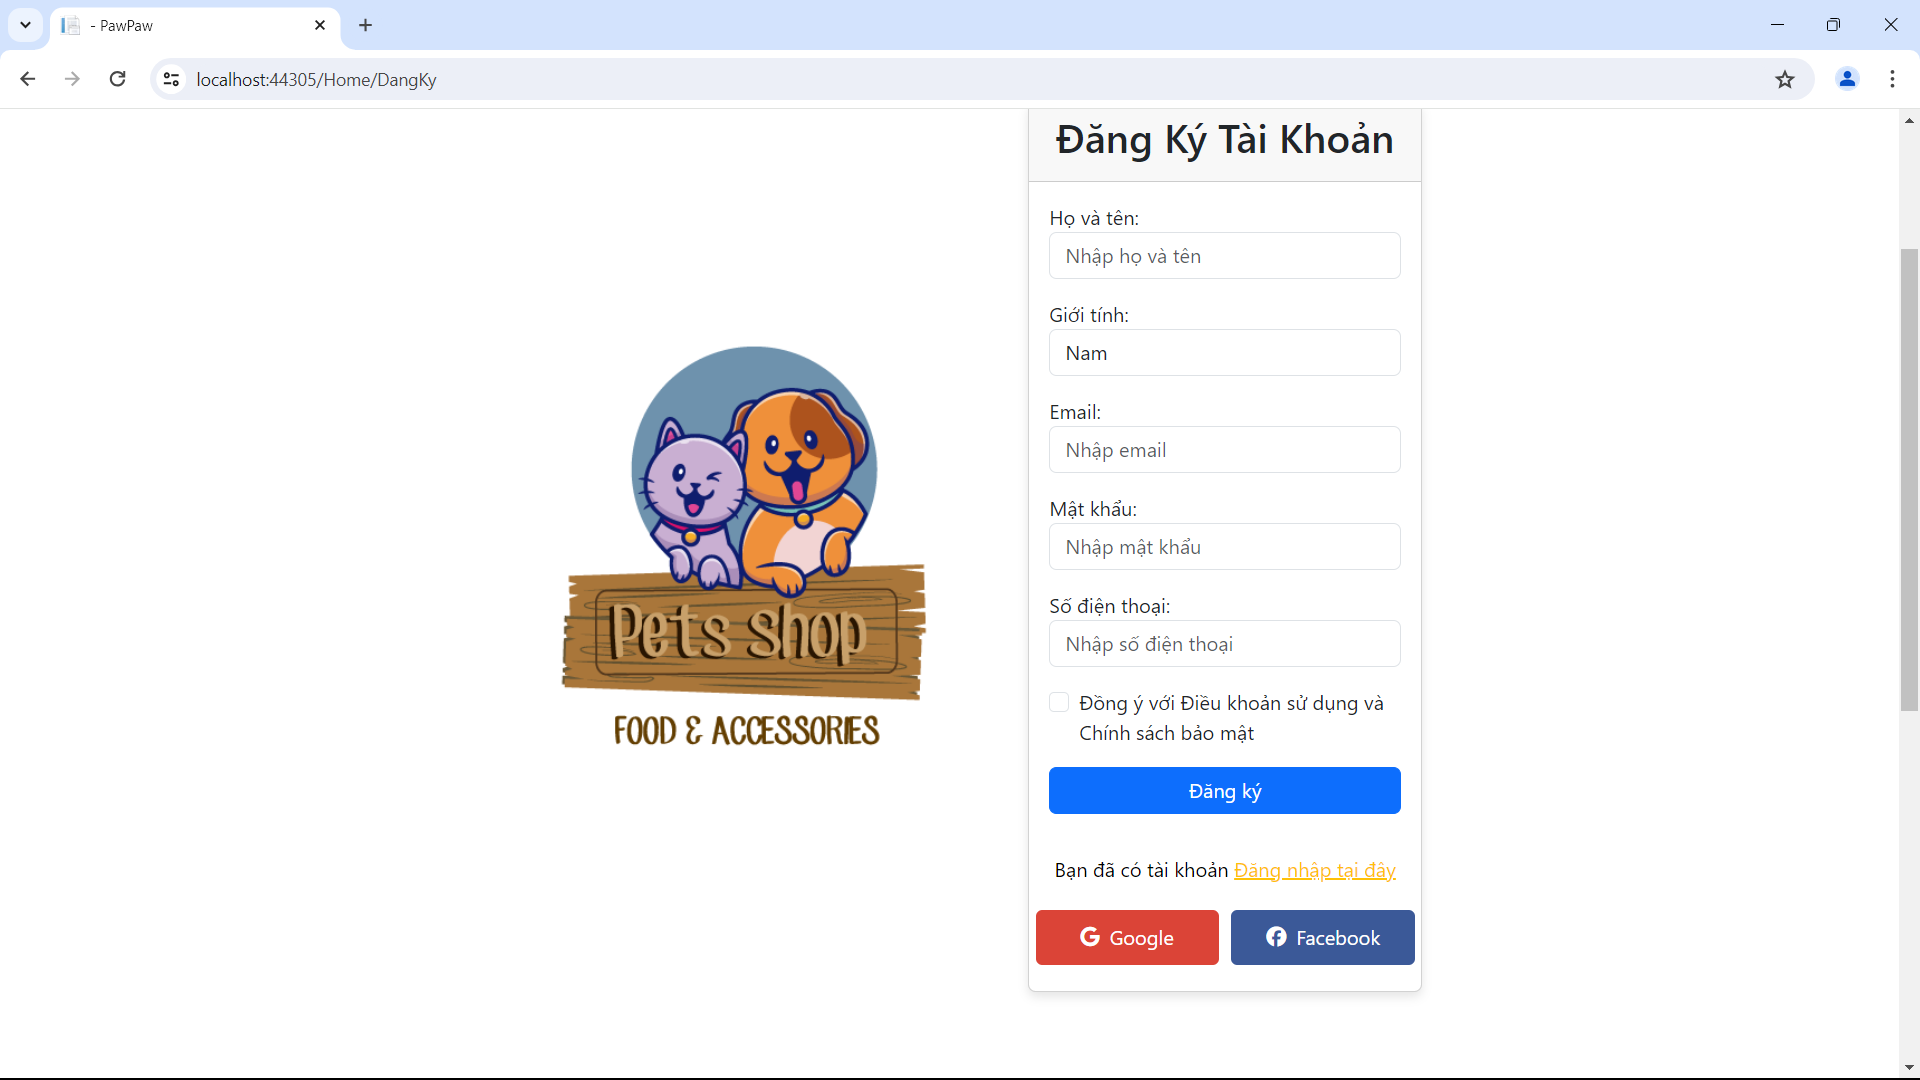 - PawPaw
localhost:44305/Home/DangKy
Đăng Ký Tài Khoản
Họ và tên:
Nhập họ và tên
Giới tính:
Nam
Email:
Nhập email
Mật khẩu:
Nhập mật khẩu
Số điện thoại:
Nhập số điện thoại
Đồng ý với Điều khoản sử dụng và
Chính sách bảo mật
Đăng ký
Bạn đã có tài khoản Đăng nhập tại đây
Google
Facebook
Pets shop
FOOD & ACCESSORIES